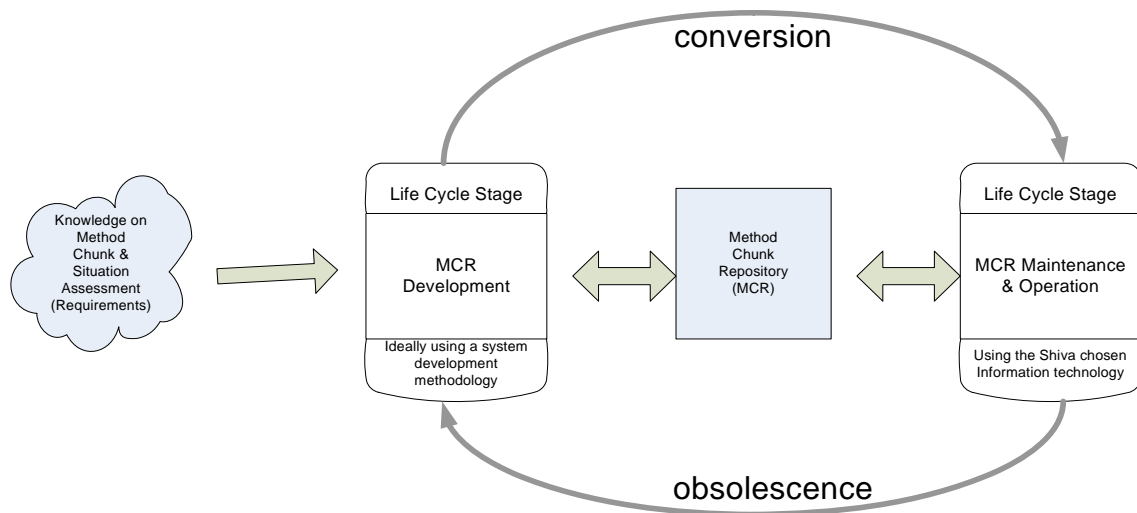 conversion
Knowledge on
Method
Chunk &
Situation
Assessment
(Requirements)
Life Cycle Stage
MCR
Development
Ideally using a system
development
methodology
Method
Chunk
Repository
(MCR)
Life Cycle Stage
MCR Maintenance
& Operation
Using the Shiva chosen
Information technology
obsolescence